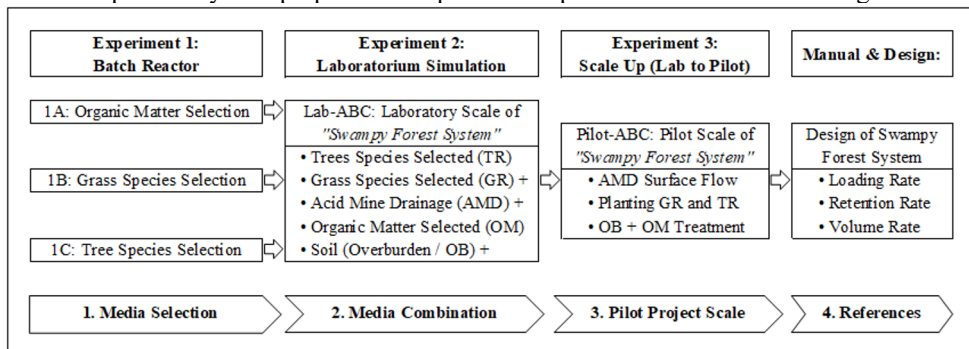 Experiment 1:
Batch Reactor
Experiment 2:
Laboratorium Simulation
Experiment 3:
Scale Up (Lab to Pilot)
Manual & Design:
1A: Organic Matter Selection
1B: Grass Species Selection
1C: Tree Species Selection
Lab-ABC: Laboratory Scale of
"Swampy Forest System"
• Trees Species Selected (TR)
• Grass Species Selected (GR) +
• Acid Mine Drainage (AMD) +
• Organic Matter Selected (OM)
• Soil (Overburden / OB) +
Pilot-ABC: Pilot Scale of
"Swampy Forest System"
• AMD Surface Flow
• Planting GR and TR
• OB + OM Treatment
Design of Swampy
Forest System
• Loading Rate
• Retention Rate
• Volume Rate
1. Media Selection
2. Media Combination
3. Pilot Project Scale
4. References